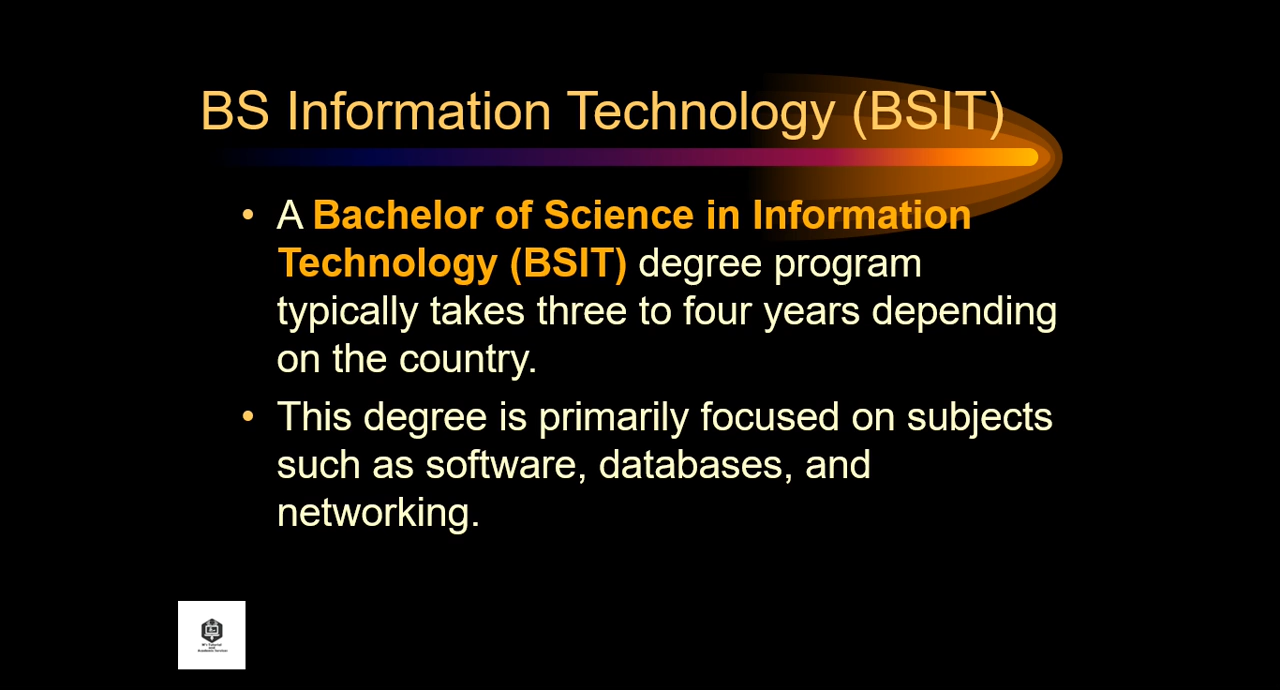 BS Information Technology (BSIT)
• A Bachelor of Science in Information
Technology (BSIT) degree program
typically takes three to four years depending
on the country.
• This degree is primarily focused on subjects
such as software, databases, and
networking.